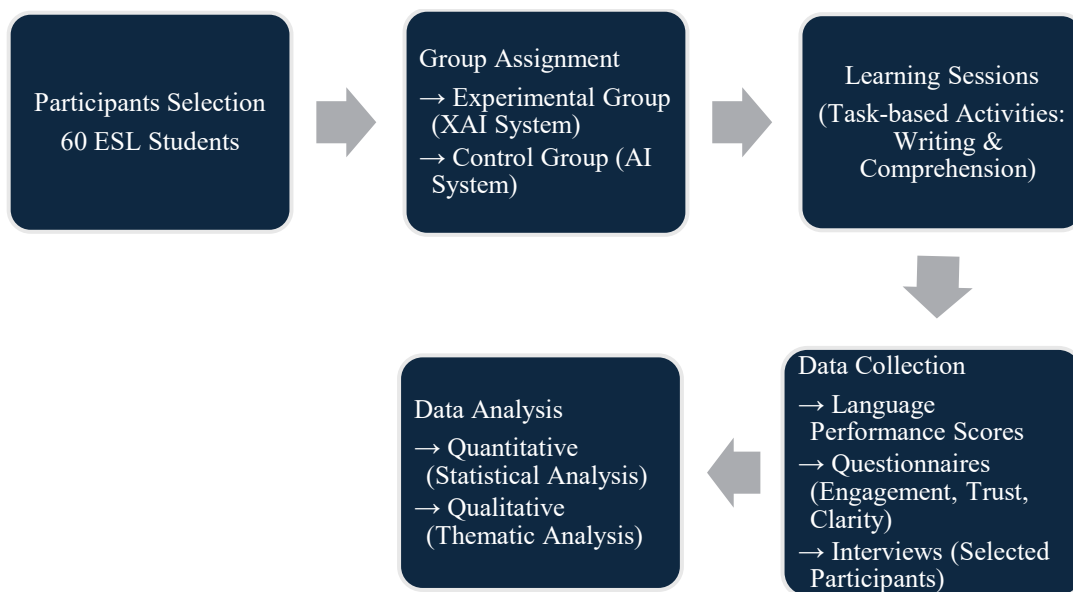 Participants Selection
60 ESL Students
Group Assignment
→ Experimental Group
(XAI System)
→ Control Group (AI
System)
Learning Sessions
(Task-based Activities:
Writing &
Comprehension)
Data Collection
→ Language
Performance Scores
→ Questionnaires
(Engagement, Trust,
Clarity)
→ Interviews (Selected
Participants)
Data Analysis
→ Quantitative
(Statistical Analysis)
→ Qualitative
(Thematic Analysis)